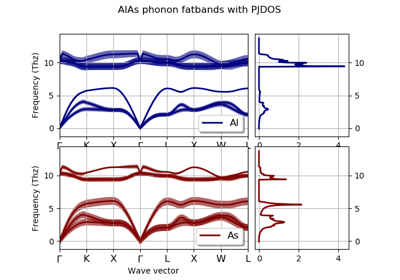 AlAs phonon fatbands with PJDOS
Frequency (Thz)
10
5
0
Al
Γ K X Γ L X W L
0 2 4
10
5
0
Frequency (Thz)
10
5
0
As
Γ K X Γ L X W L
Wave vector
0 2 4
10
5
0